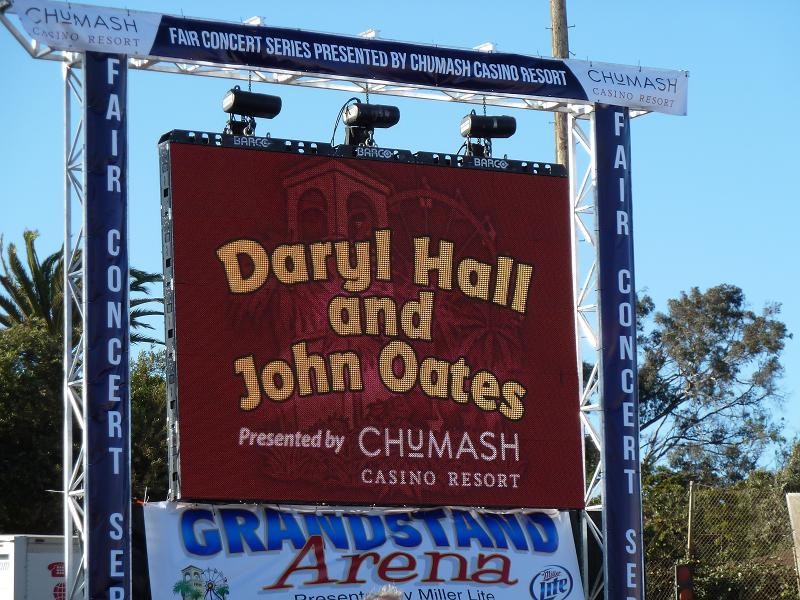 CHUMASH
CASINO RESORT
FAIR CONCERT SERIES PRESENTED BY CHUMASH CASINO RESORT
CHUMASH
CASINO RESORT
BARCO
BARCO
BARCO
FAIR CONCERT SER
FAIR CONCERT SE
Daryl Hall
and
John Oates
Presented by CHUMASH
CASINO RESORT
GRANDSTAND
Arena
Presented by Miller Lite
Miller
Lite